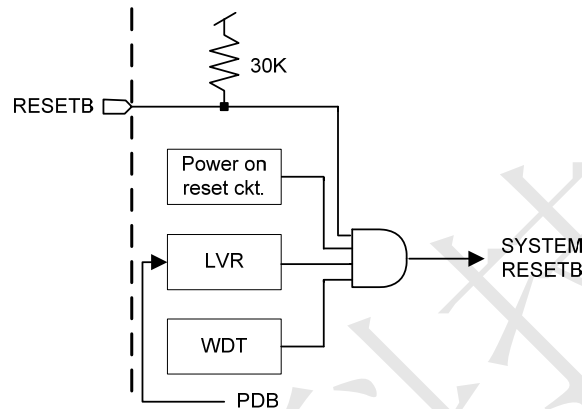 30K
RESETB
Power on
reset ckt.
LVR
SYSTEM
RESETB
WDT
PDB